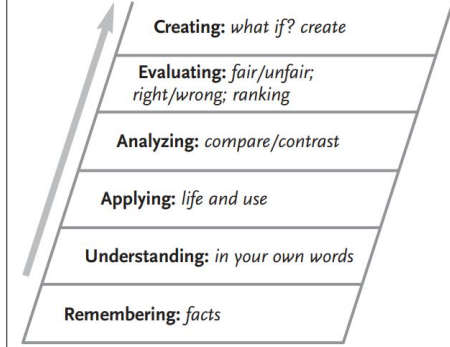 Creating: what if? create
Evaluating: fair/unfair;
right/wrong; ranking
Analyzing: compare/contrast
Applying: life and use
Understanding: in your own words
Remembering: facts